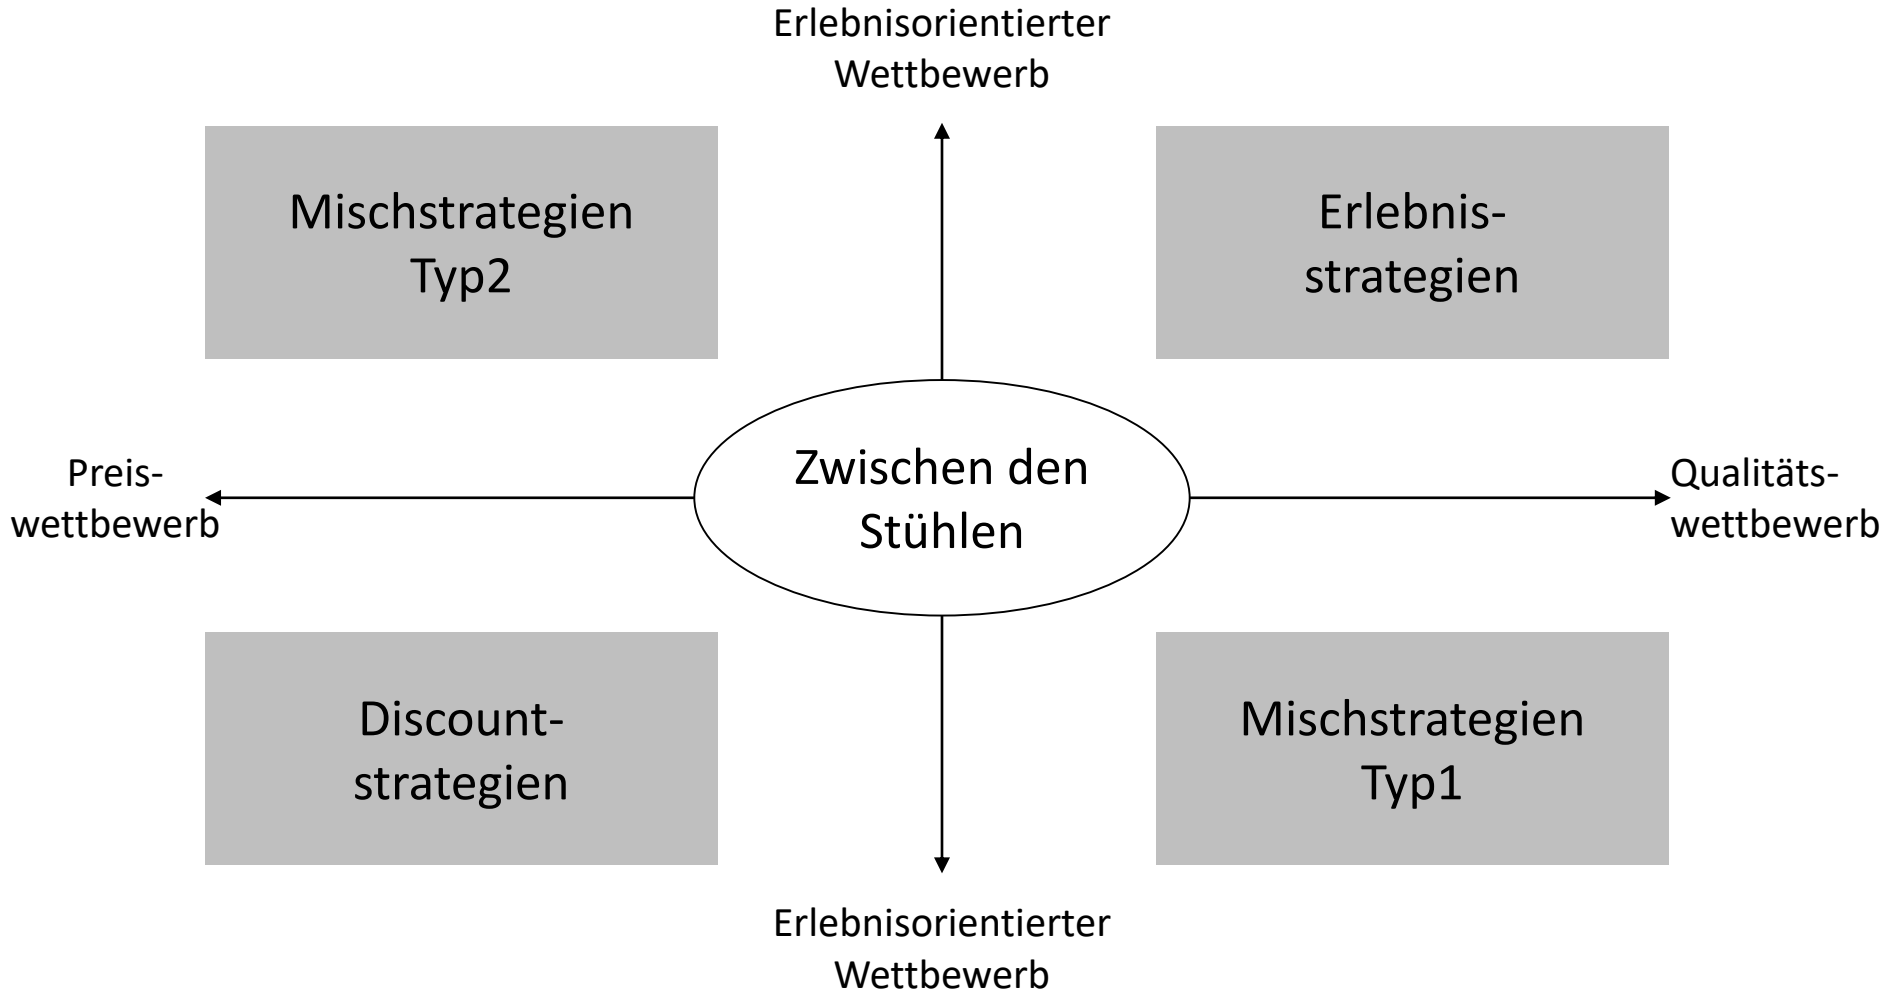 Erlebnisorientierter
Wettbewerb
Mischstrategien
Typ2
Erlebnis-
strategien
Preis-
wettbewerb
Zwischen den
Stühlen
Qualitäts-
wettbewerb
Discount-
strategien
Mischstrategien
Typ1
Erlebnisorientierter
Wettbewerb